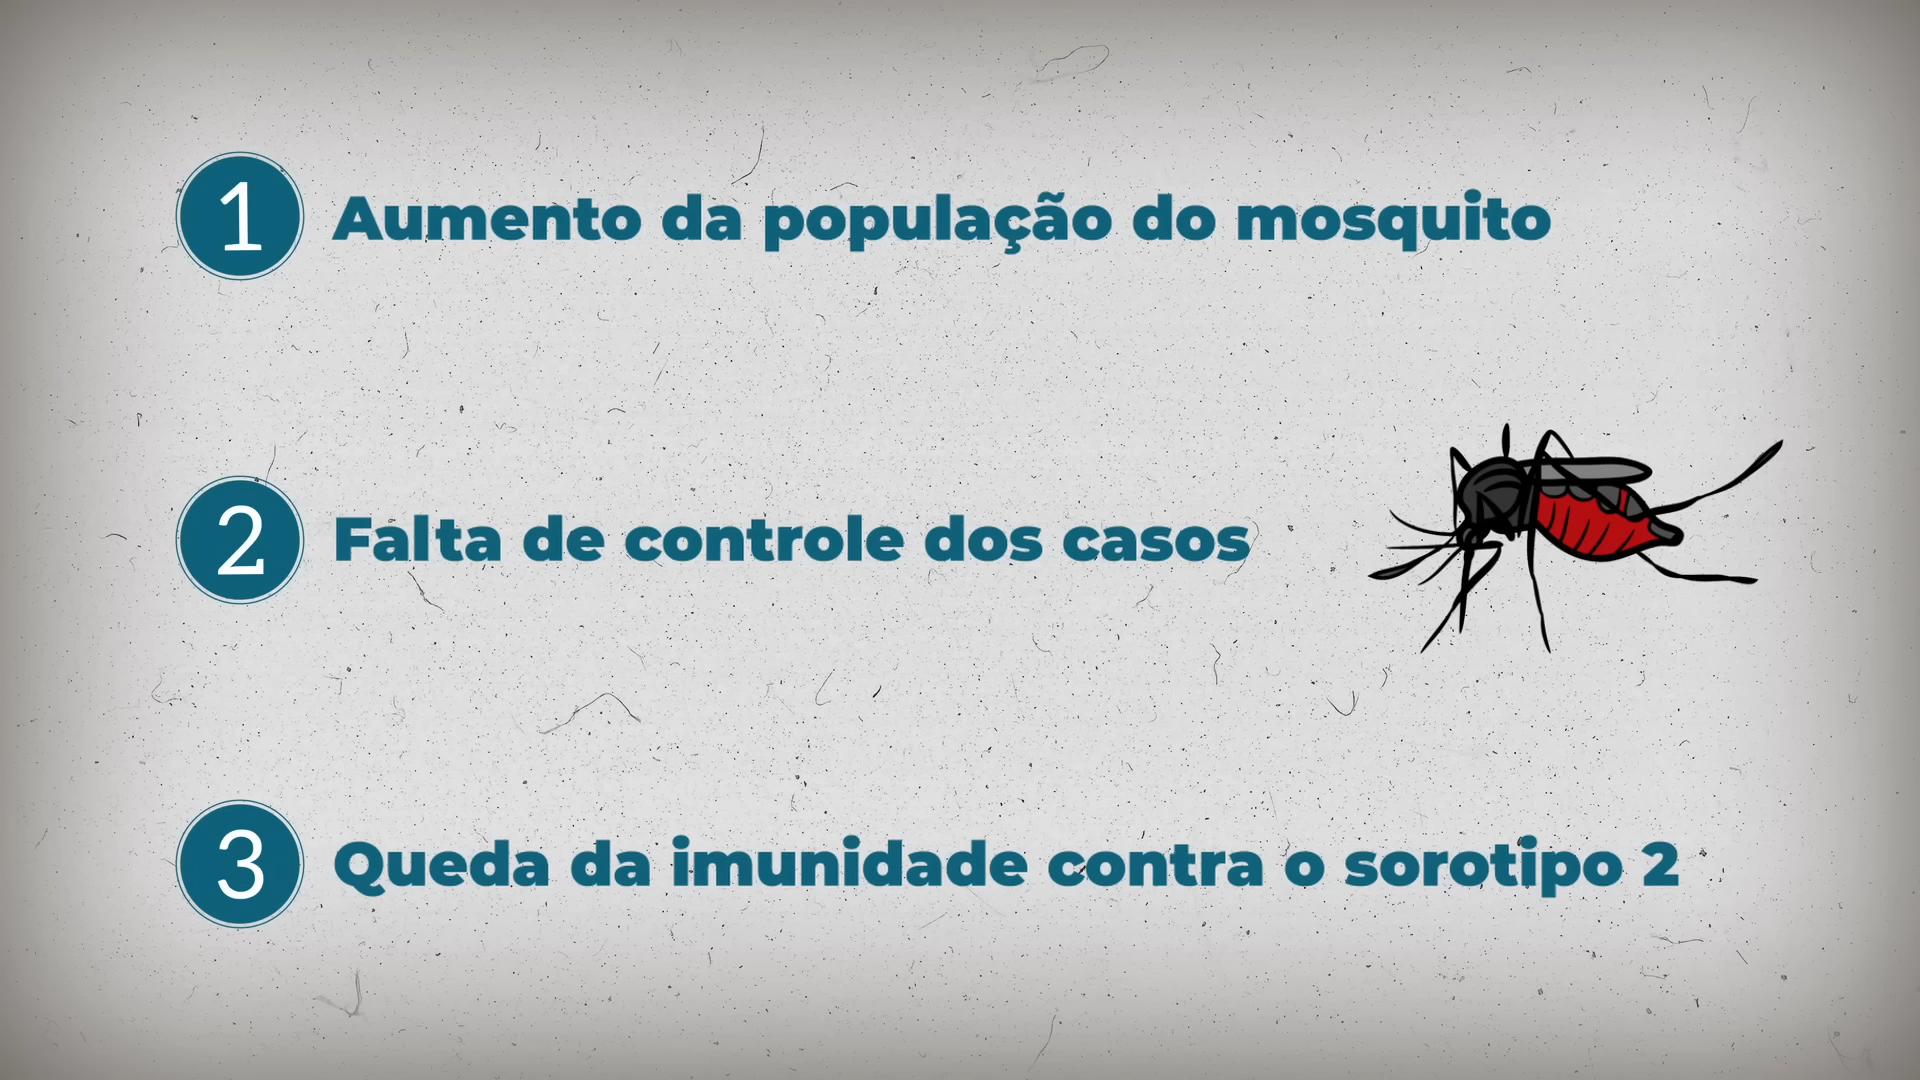 1 Aumento da população do mosquito
2 Falta de controle dos casos
3 Queda da imunidade contra o sorotipo 2